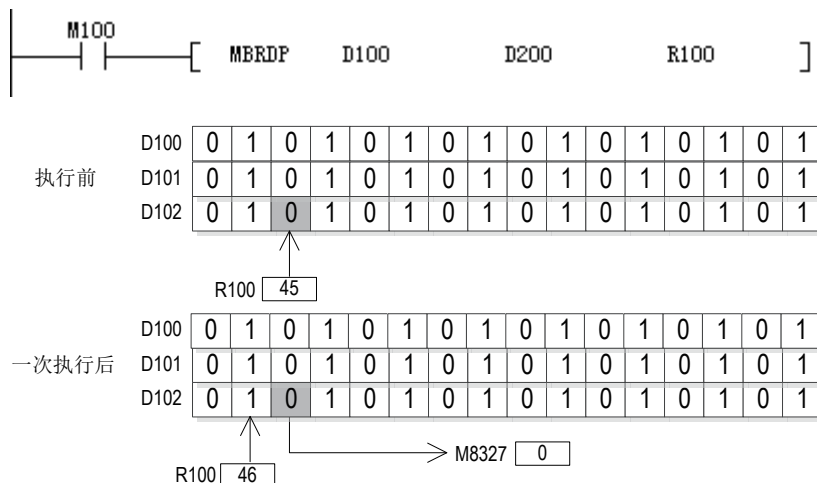 M100
MBRDP D100 D200 R100
D100 0 1 0 1 0 1 0 1 0 1 0 1 0 1 0 1
执行前 D101 0 1 0 1 0 1 0 1 0 1 0 1 0 1 0 1
D102 0 1 0 1 0 1 0 1 0 1 0 1 0 1 0 1
R100 45
D100 0 1 0 1 0 1 0 1 0 1 0 1 0 1 0 1
一次执行后 D101 0 1 0 1 0 1 0 1 0 1 0 1 0 1 0 1
D102 0 1 0 1 0 1 0 1 0 1 0 1 0 1 0 1
M8327 0
R100 46